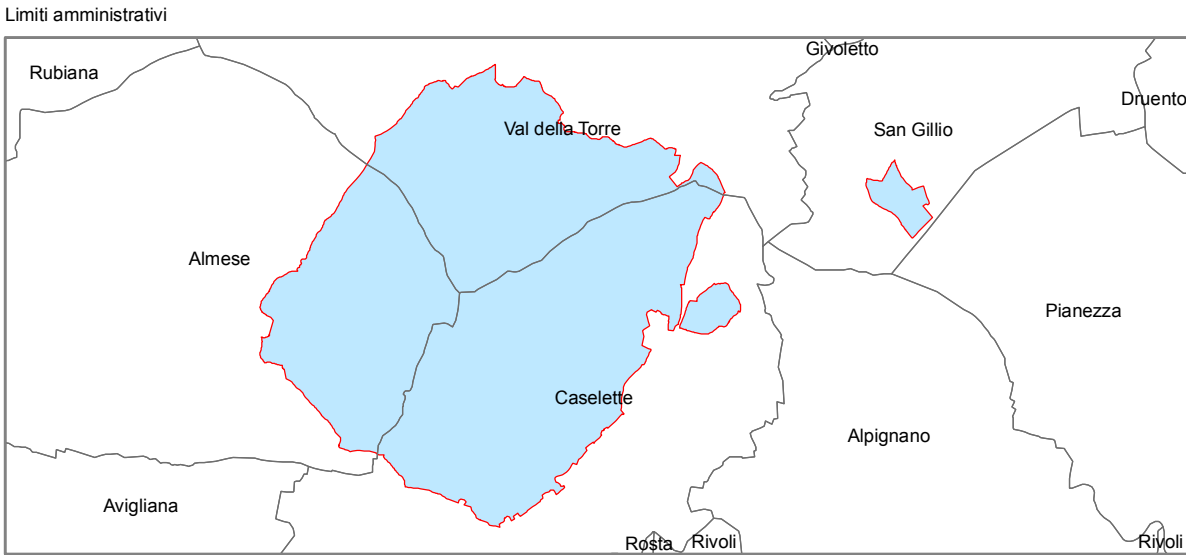 Limiti amministrativi
Givoletto
Rubiana
Druento
Val della Torre
San Gillio
Almese
Pianezza
Caselette
Alpignano
Avigliana
Rosta
Rivoli
Rivoli